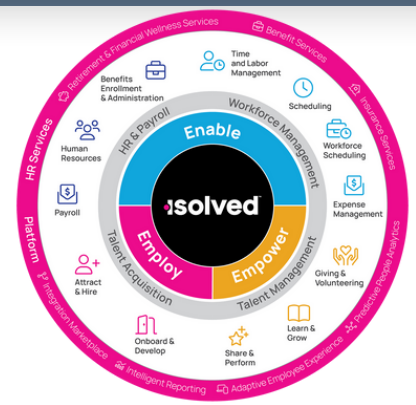 Retirement & Financial Wellness Services
Benefit Services
Insurance Services
HR Services
Platform
Integration Marketplace
Intelligent Reporting
Adaptive Employee Experience
Predictive People Analytics
Time
and Labor
Management
Benefits
Enrollment
& Administration
Scheduling
Human
Resources
Workforce
Scheduling
Payroll
Expense
Management
Attract
& Hire
Giving &
Volunteering
Onboard &
Develop
Share &
Perform
Learn &
Grow
HR & Payroll
Workforce Management
Talent Acquisition
Talent Management
Enable
Employ
Empower
isolved